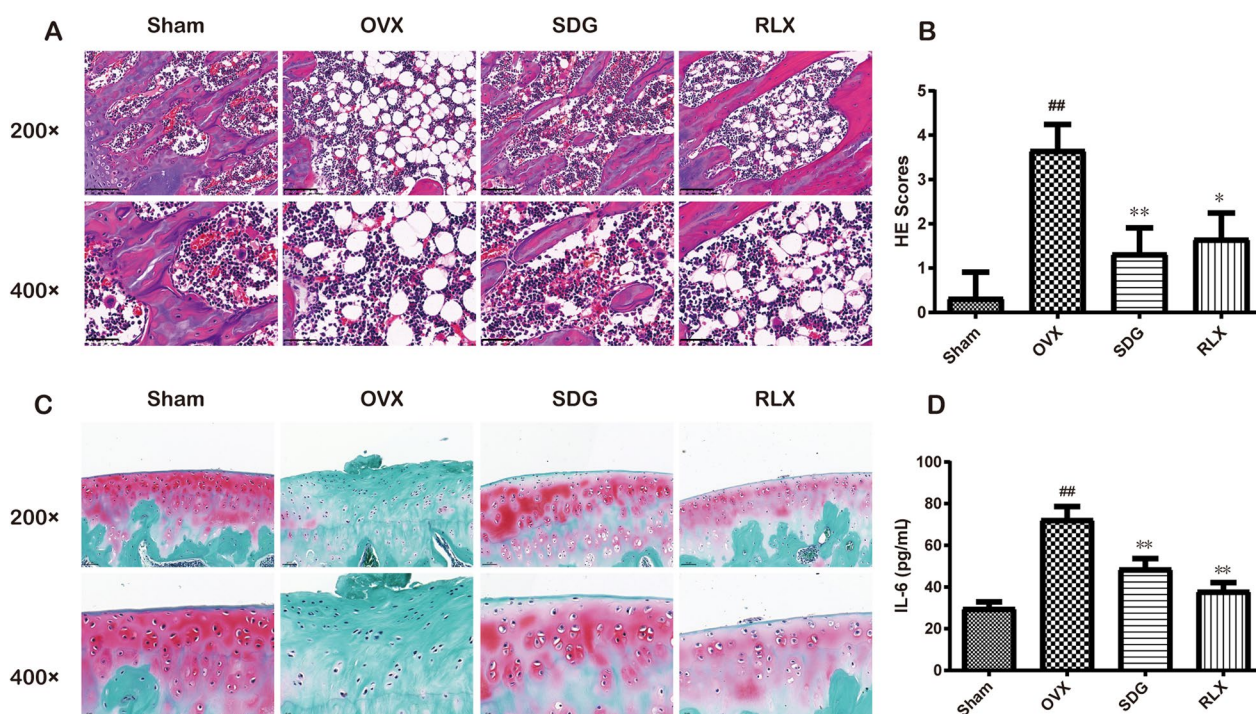 A
Sham
OVX
SDG
RLX
200×
400×
B
HE Scores
5
4
3
2
1
0
##
**
*
Sham
OVX
SDG
RLX
C
Sham
OVX
SDG
RLX
200×
400×
D
IL-6 (pg/mL)
100
80
60
40
20
0
##
**
**
Sham
OVX
SDG
RLX